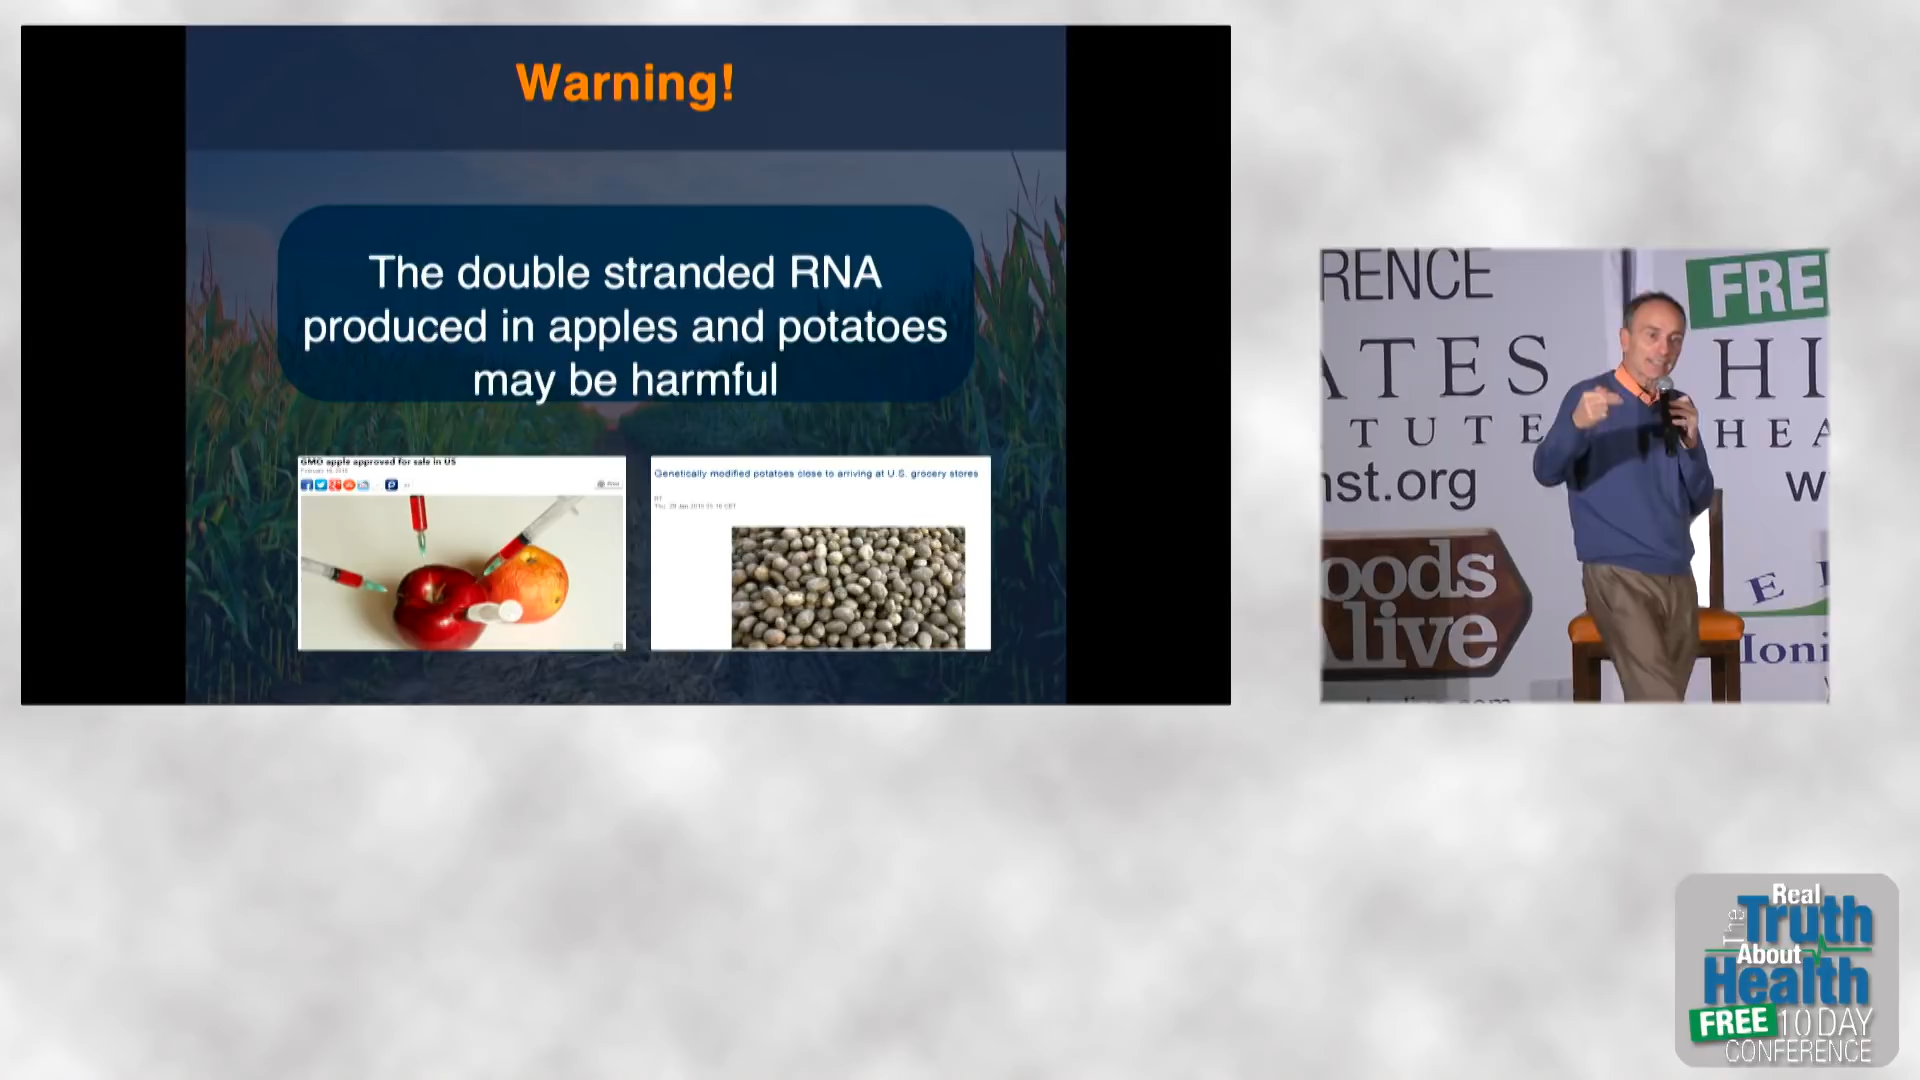 Warning!
The double stranded RNA
produced in apples and potatoes
may be harmful
GMO apple approved for sale in US
Genetically modified potatoes close to arriving at U.S. grocery stores
RENCE
FRE
ATES
HI
TUTE
HEA
nst.org
W
oods
live
E
Ioni
The
Real
Truth
About
Health
FREE 10 DAY
CONFERENCE